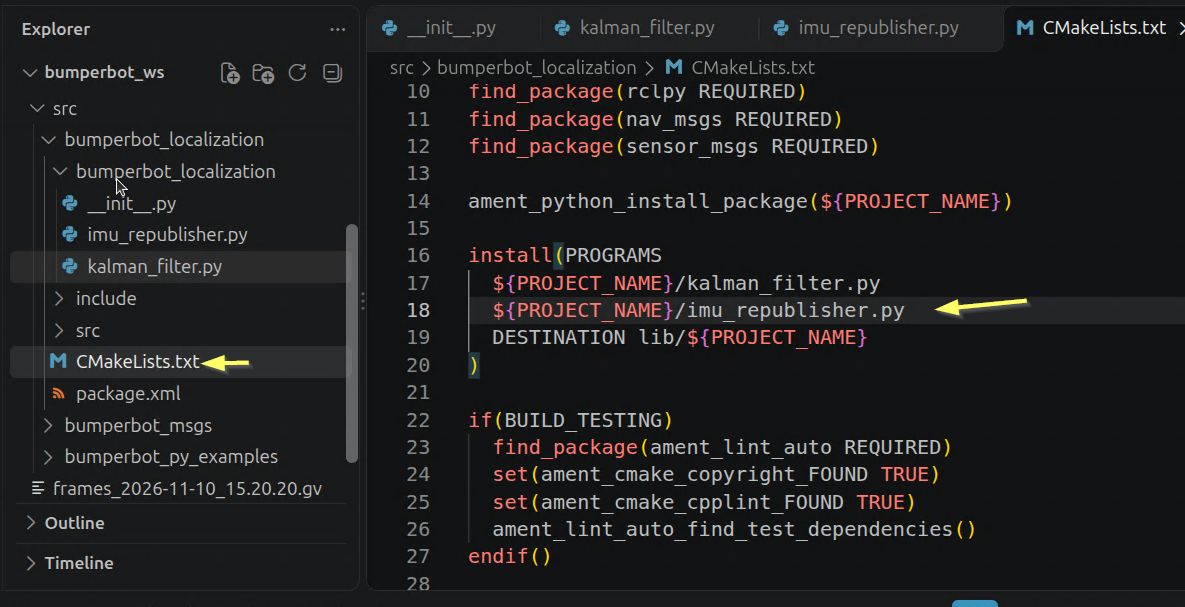 Explorer
bumperbot_ws
src
bumperbot_localization
bumperbot_localization
__init__.py
imu_republisher.py
kalman_filter.py
include
src
CMakeLists.txt
package.xml
bumperbot_msgs
bumperbot_py_examples
frames_2026-11-10_15.20.20.gv
Outline
Timeline
__init__.py kalman_filter.py imu_republisher.py CMakeLists.txt
src > bumperbot_localization > CMakeLists.txt
10 find_package(rclpy REQUIRED)
11 find_package(nav_msgs REQUIRED)
12 find_package(sensor_msgs REQUIRED)
13
14 ament_python_install_package(${PROJECT_NAME})
15
16 install(PROGRAMS
17 ${PROJECT_NAME}/kalman_filter.py
18 ${PROJECT_NAME}/imu_republisher.py
19 DESTINATION lib/${PROJECT_NAME}
20 )
21
22 if(BUILD_TESTING)
23 find_package(ament_lint_auto REQUIRED)
24 set(ament_cmake_copyright_FOUND TRUE)
25 set(ament_cmake_cpplint_FOUND TRUE)
26 ament_lint_auto_find_test_dependencies()
27 endif()
28